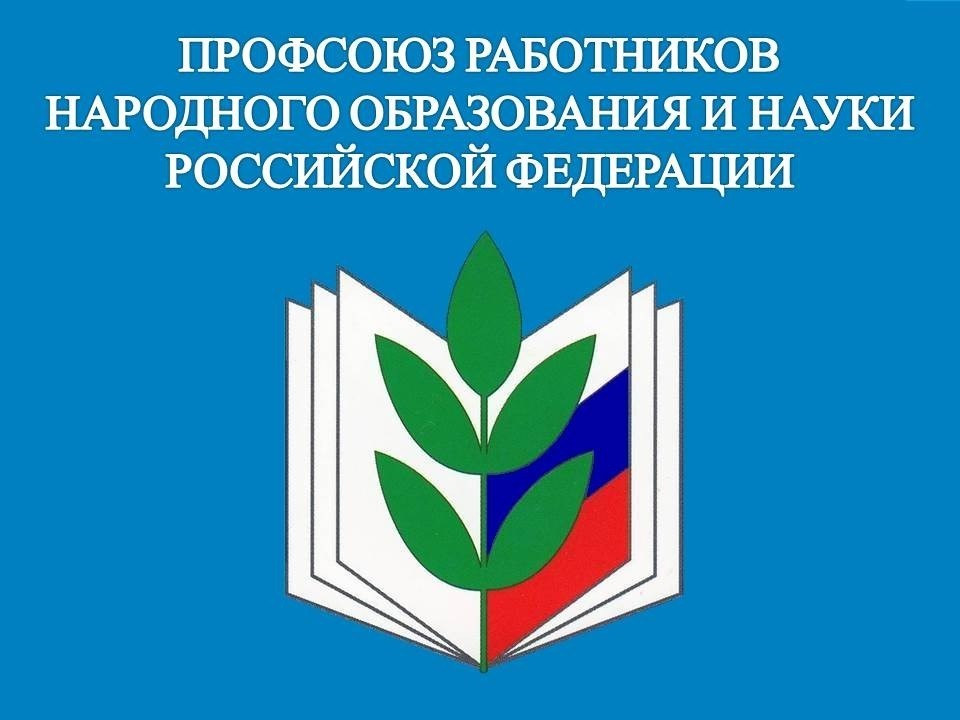 ПРОФСОЮЗ РАБОТНИКОВ
НАРОДНОГО ОБРАЗОВАНИЯ И НАУКИ
РОССИЙСКОЙ ФЕДЕРАЦИИ